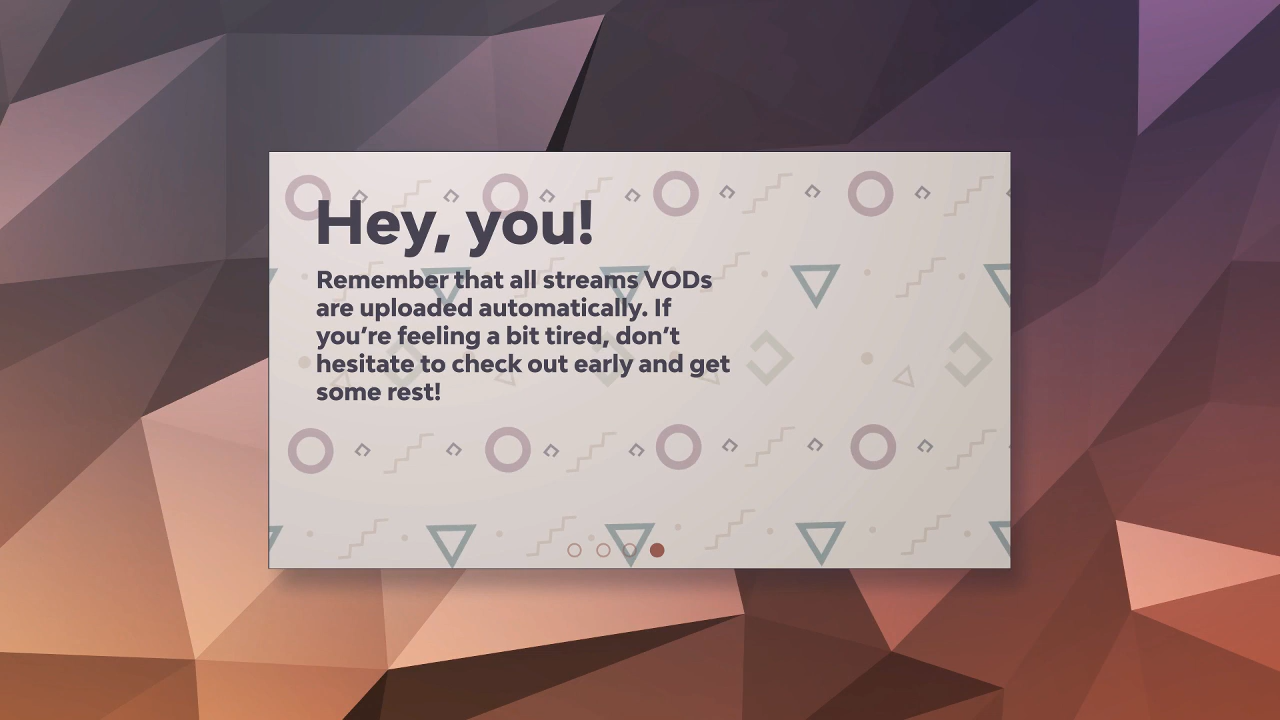 Hey, you!
Remember that all streams VODs
are uploaded automatically. If
you’re feeling a bit tired, don’t
hesitate to check out early and get
some rest!